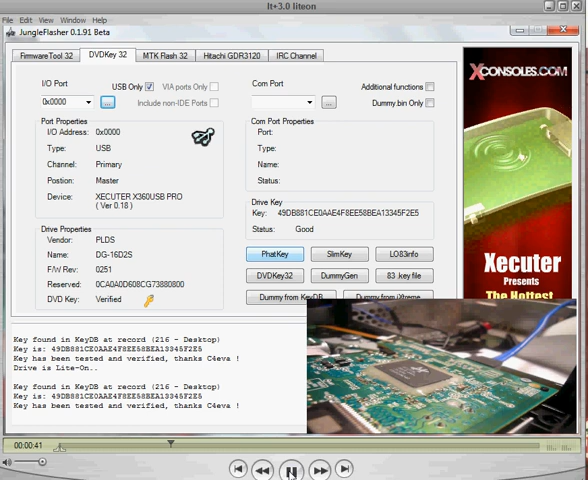 lt+3.0 liteon
File Edit View Window Help
JungleFlasher 0.1.91 Beta
FirmwareTool 32 DVDKey 32 MTK Flash 32 Hitachi GDR3120 IRC Channel
I/O Port
USB Only VIA ports Only
0x0000 ... Include non-IDE Ports
Com Port
Additional functions
... Dummy.bin Only
Port Properties
I/O Address: 0x0000
Type: USB
Channel: Primary
Postion: Master
Device: XECUTER X360USB PRO
( Ver 0.18 )
Com Port Properties
Port:
Type:
Name:
Status:
Drive Key
Key: 49DB881CE0AAE4F8EE58BEA13345F2E5
Status: Good
Drive Properties
Vendor: PLDS
Name: DG-16D2S
F/W Rev: 0251
Reserved: 0CA0A0D608CG73880800
DVD Key: Verified
PhatKey SlimKey LO83info
DVDKey32 DummyGen 83 .key file
Dummy from KeyDB Dummy from iXtreme
XCONSOLES.COM
Xecuter
Presents
The Hottest
Key found in KeyDB at record (216 - Desktop)
Key is: 49DB881CE0AAE4F8EE58BEA13345F2E5
Key has been tested and verified, thanks C4eva !
Drive is Lite-On..
Key found in KeyDB at record (216 - Desktop)
Key is: 49DB881CE0AAE4F8EE58BEA13345F2E5
Key has been tested and verified, thanks C4eva !
00:00:41